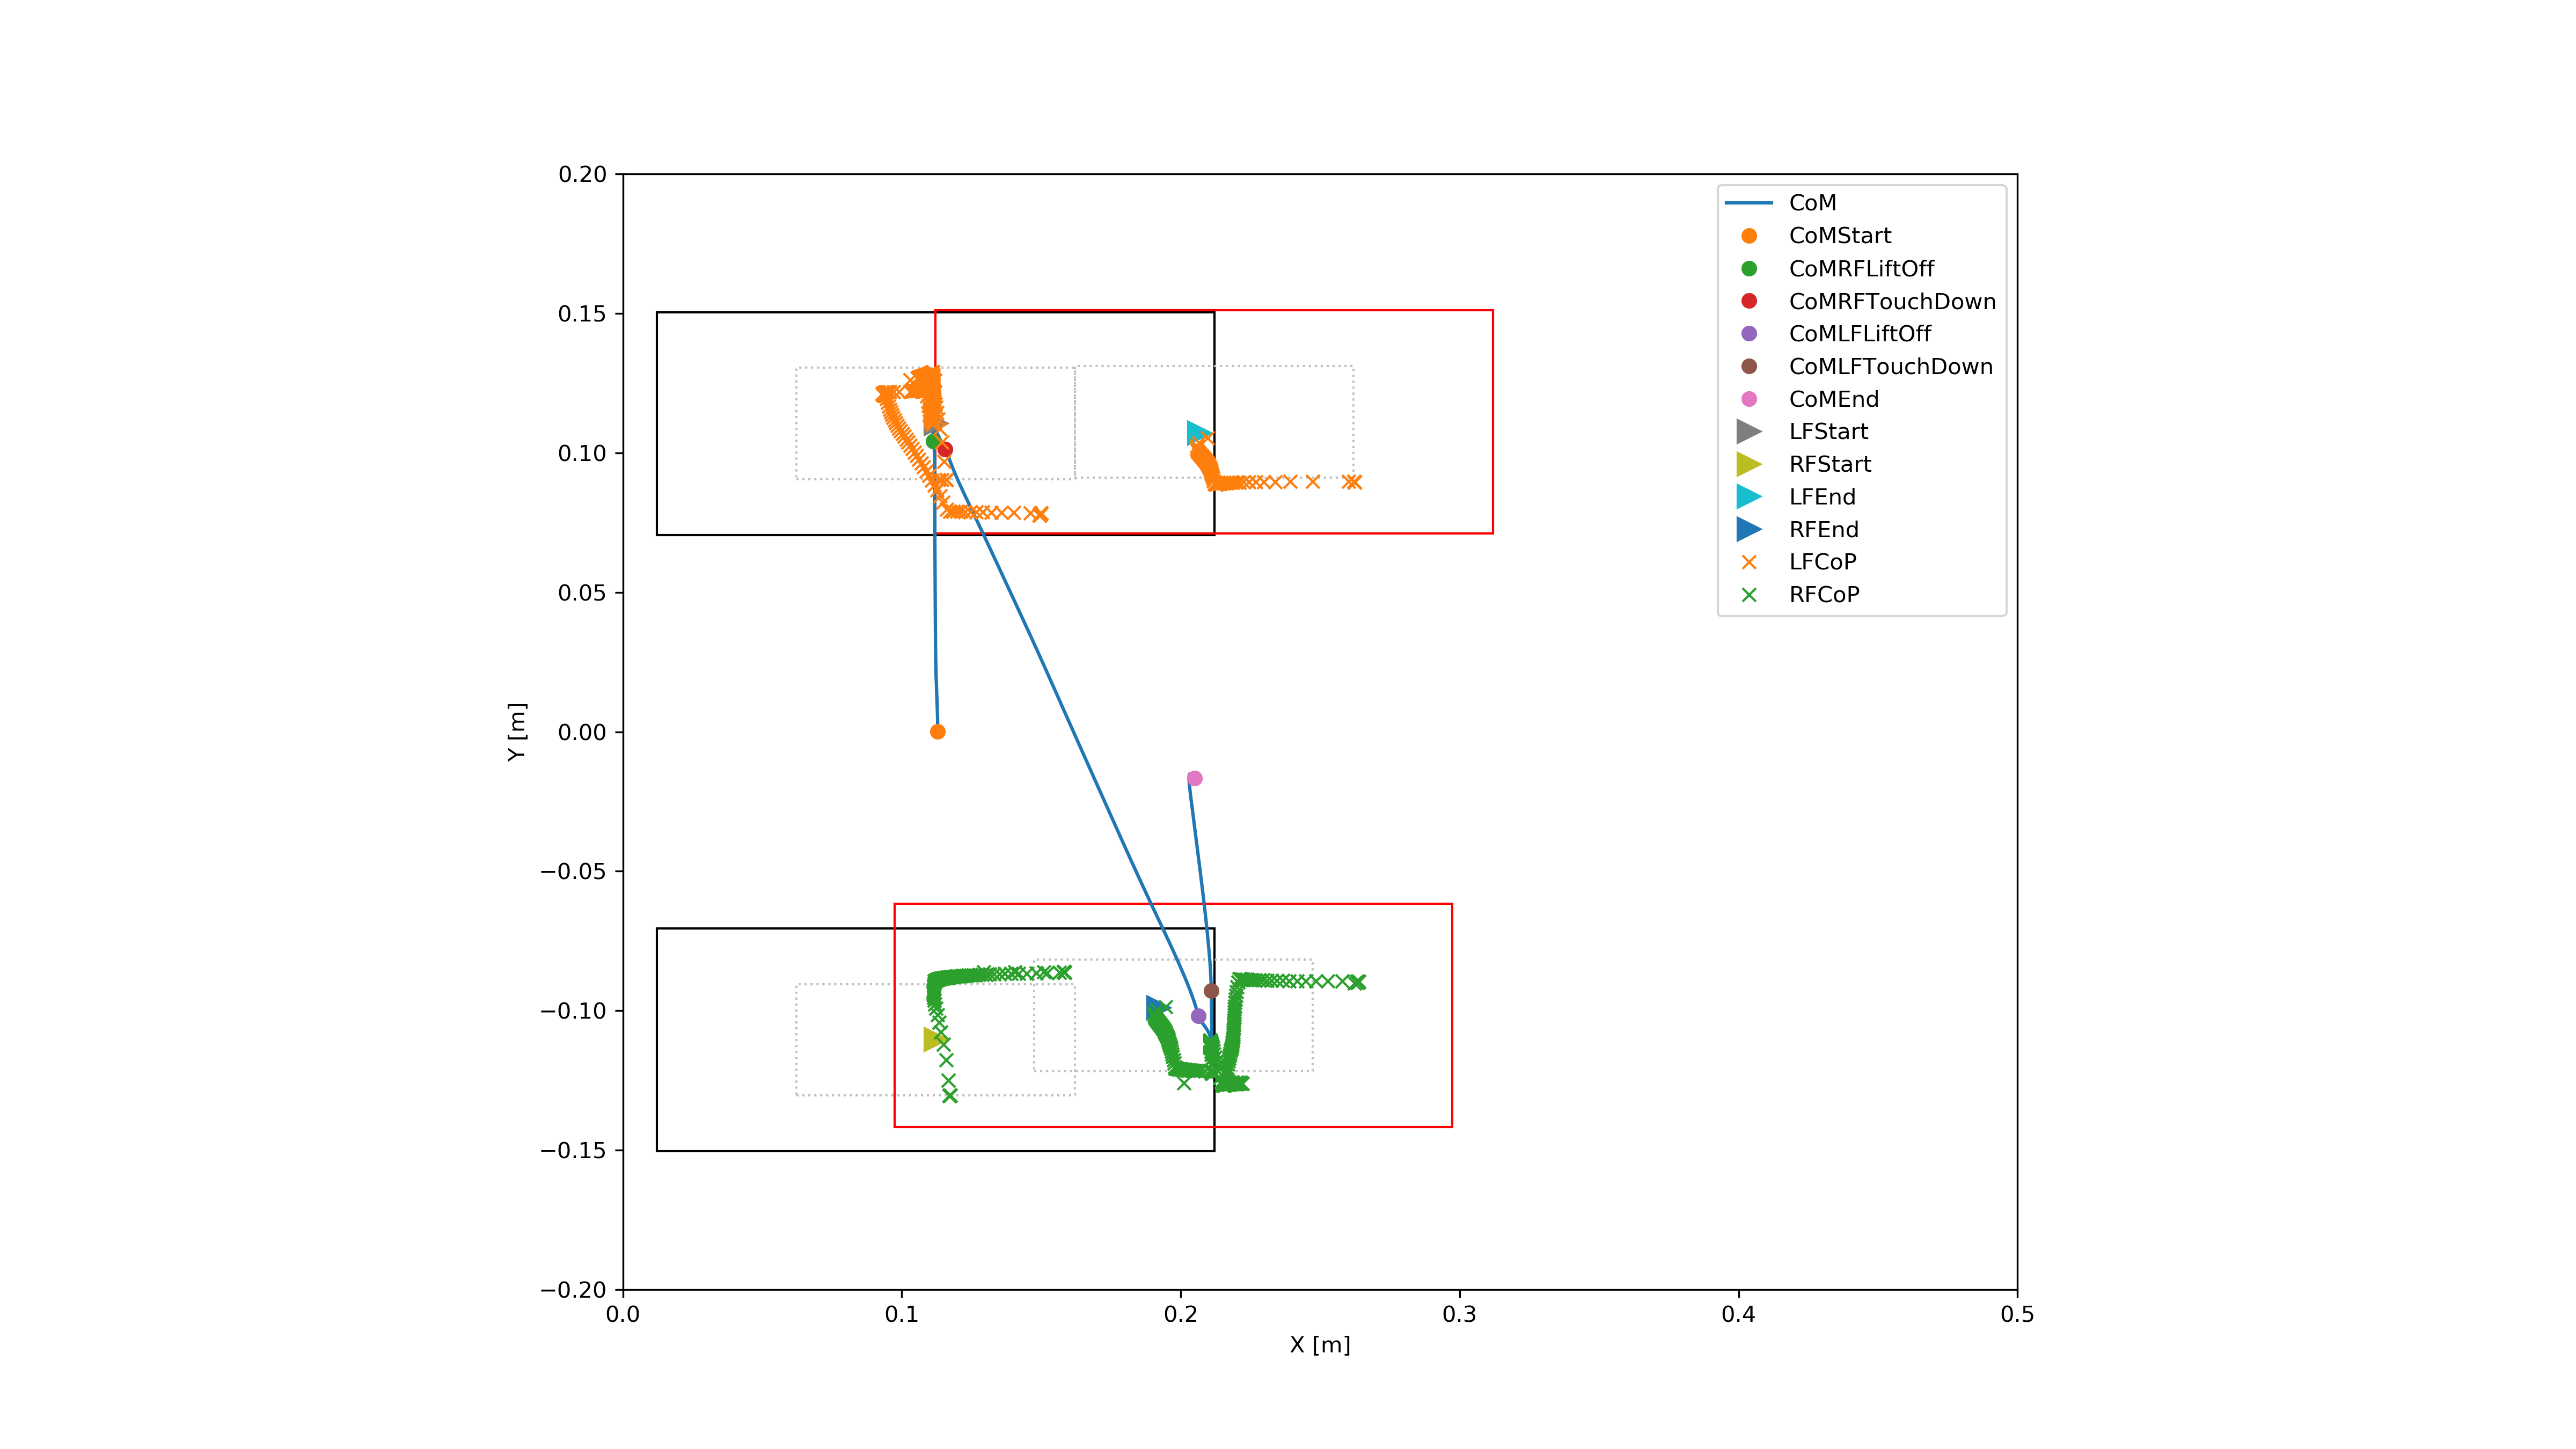 0.20
0.15
0.10
0.05
0.00
−0.05
−0.10
−0.15
−0.20
Y [m]
0.0 0.1 0.2 0.3 0.4 0.5
X [m]
CoM
CoMStart
CoMRFLiftOff
CoMRFTouchDown
CoMLFLiftOff
CoMLFTouchDown
CoMEnd
LFStart
RFStart
LFEnd
RFEnd
LFCoP
RFCoP